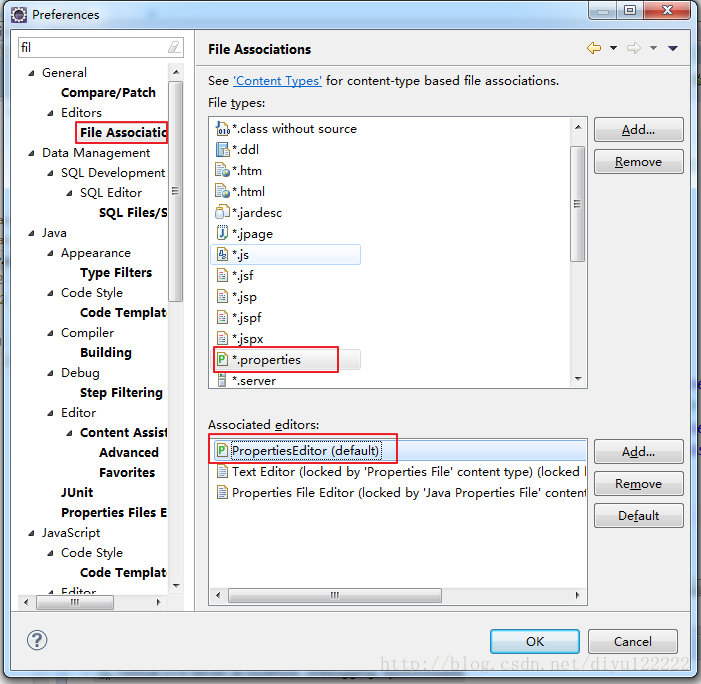 Preferences
fil
General
Compare/Patch
Editors
File Associatio
Data Management
SQL Development
SQL Editor
SQL Files/S
Java
Appearance
Type Filters
Code Style
Code Templat
Compiler
Building
Debug
Step Filtering
Editor
Content Assist
Advanced
Favorites
JUnit
Properties Files E
JavaScript
Code Style
Code Templat
Editor
File Associations
See 'Content Types' for content-type based file associations.
File types:
*.class without source
*.ddl
*.htm
*.html
*.jardesc
*.jpage
*.js
*.jsf
*.jsp
*.jspf
*.jspx
*.properties
*.server
Add...
Remove
Associated editors:
PropertiesEditor (default)
Text Editor (locked by 'Properties File' content type) (locked
Properties File Editor (locked by 'Java Properties File' conten
Add...
Remove
Default
OK
Cancel
http://blog.csdn.net/diyu122222